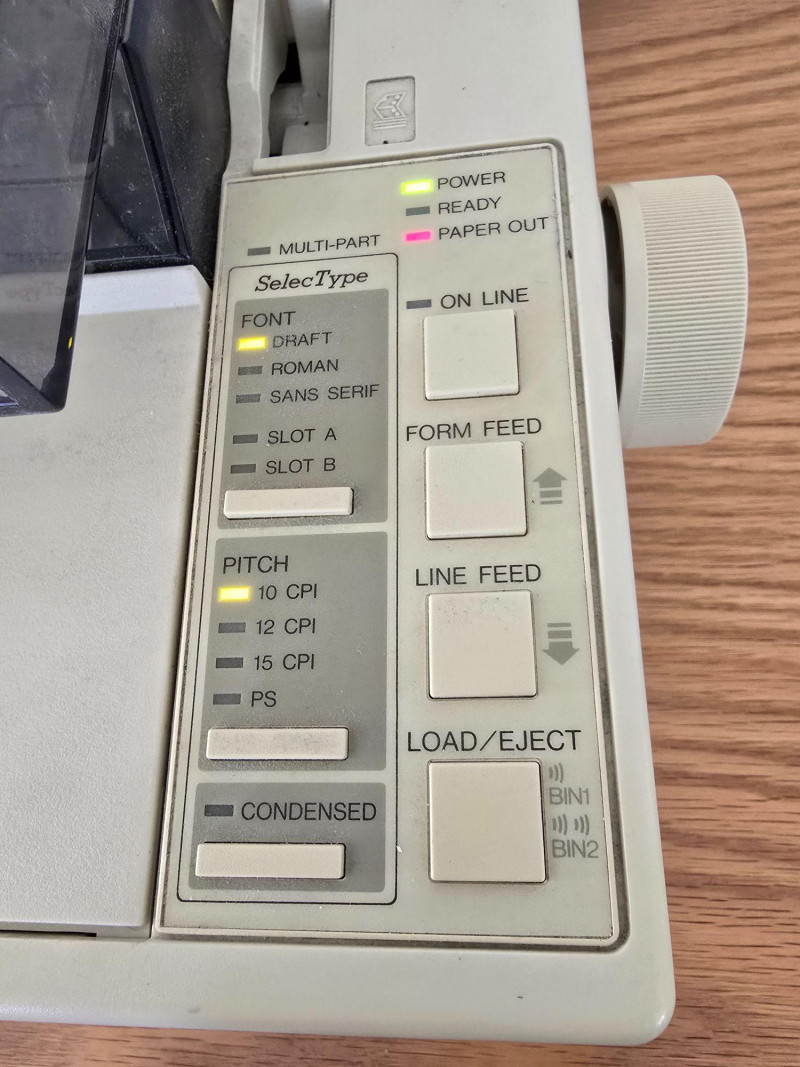 POWER
READY
PAPER OUT
MULTI-PART
SelecType
FONT
DRAFT
ROMAN
SANS SERIF
SLOT A
SLOT B
PITCH
10 CPI
12 CPI
15 CPI
PS
CONDENSED
ON LINE
FORM FEED
LINE FEED
LOAD/EJECT
BIN1
BIN2